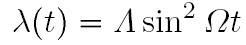 λ(t) = Λ sin² Ωt